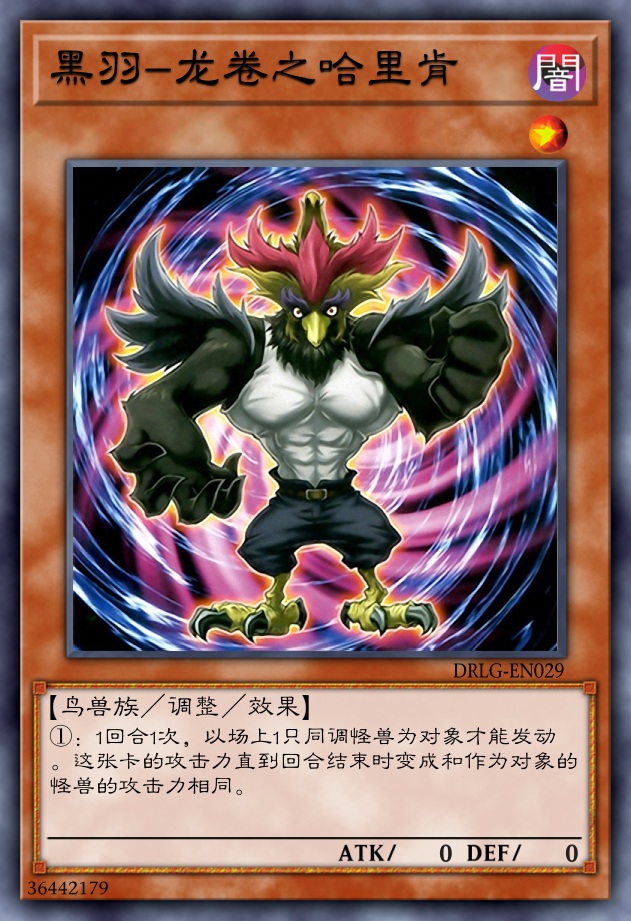 黑羽-龙卷之哈里肯
闇
DRLG-EN029
【鸟兽族／调整／效果】
①：1回合1次，以场上1只同调怪兽为对象才能发动
。这张卡的攻击力直到回合结束时变成和作为对象的
怪兽的攻击力相同。
ATK/ 0 DEF/ 0
36442179